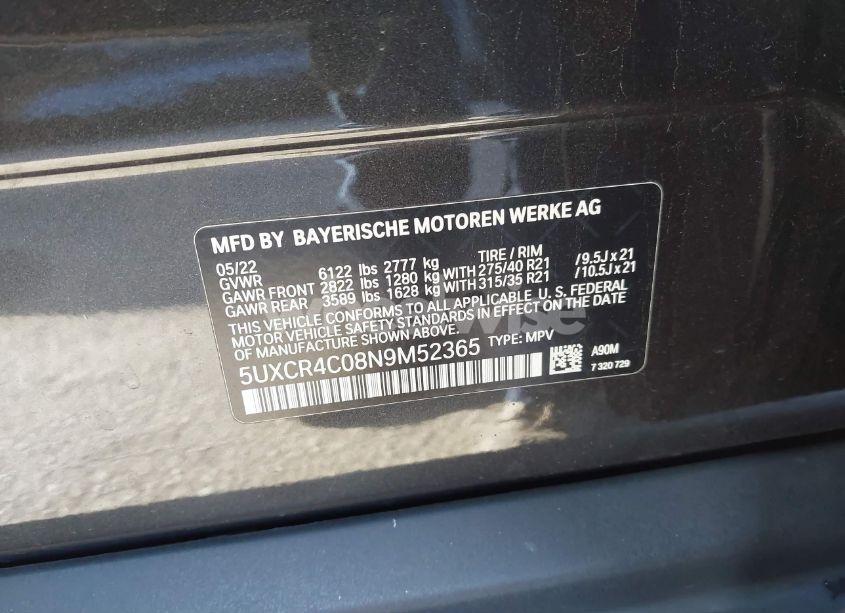 MFD BY BAYERISCHE MOTOREN WERKE AG
05/22 TIRE / RIM
GVWR 6122 lbs 2777 kg
GAWR FRONT 2822 lbs 1280 kg WITH 275/40 R21 /9.5J x 21
GAWR REAR 3589 lbs 1628 kg WITH 315/35 R21 /10.5J x 21
THIS VEHICLE CONFORMS TO ALL APPLICABLE U.S. FEDERAL
MOTOR VEHICLE SAFETY STANDARDS IN EFFECT ON THE DATE
OF MANUFACTURE SHOWN ABOVE.
5UXCR4C08N9M52365 TYPE: MPV
A90M
7 320 729